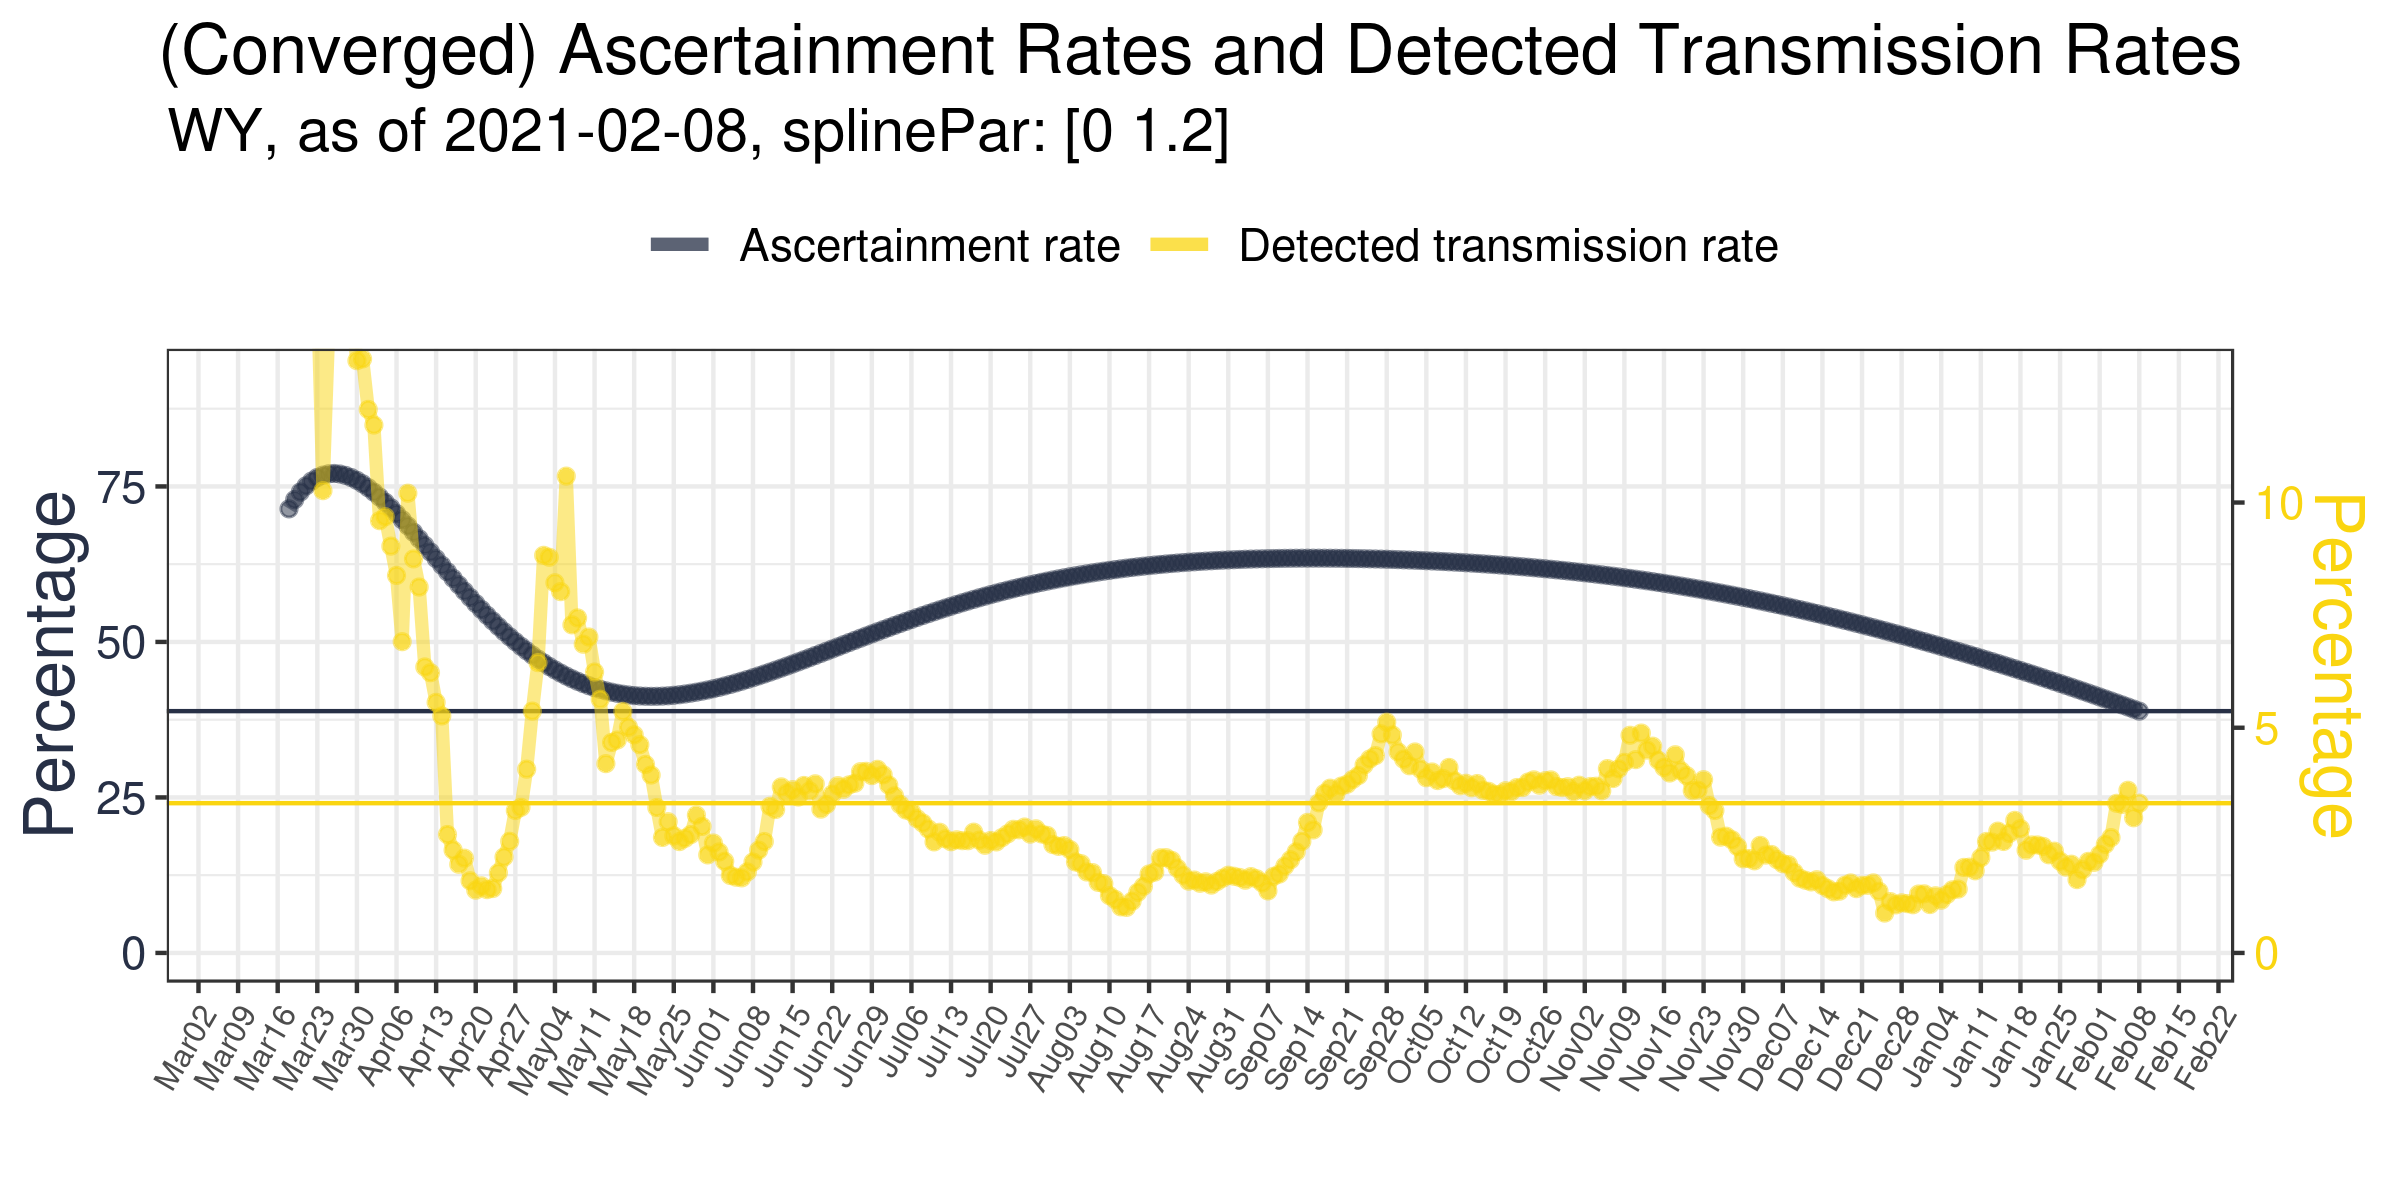 (Converged) Ascertainment Rates and Detected Transmission Rates
WY, as of 2021-02-08, splinePar: [0 1.2]
Ascertainment rate
Detected transmission rate
Percentage
75
50
25
0
10
5
0
Percentage
Mar02
Mar09
Mar16
Mar23
Mar30
Apr06
Apr13
Apr20
Apr27
May04
May11
May18
May25
Jun01
Jun08
Jun15
Jun22
Jun29
Jul06
Jul13
Jul20
Jul27
Aug03
Aug10
Aug17
Aug24
Aug31
Sep07
Sep14
Sep21
Sep28
Oct05
Oct12
Oct19
Oct26
Nov02
Nov09
Nov16
Nov23
Nov30
Dec07
Dec14
Dec21
Dec28
Jan04
Jan11
Jan18
Jan25
Feb01
Feb08
Feb15
Feb22